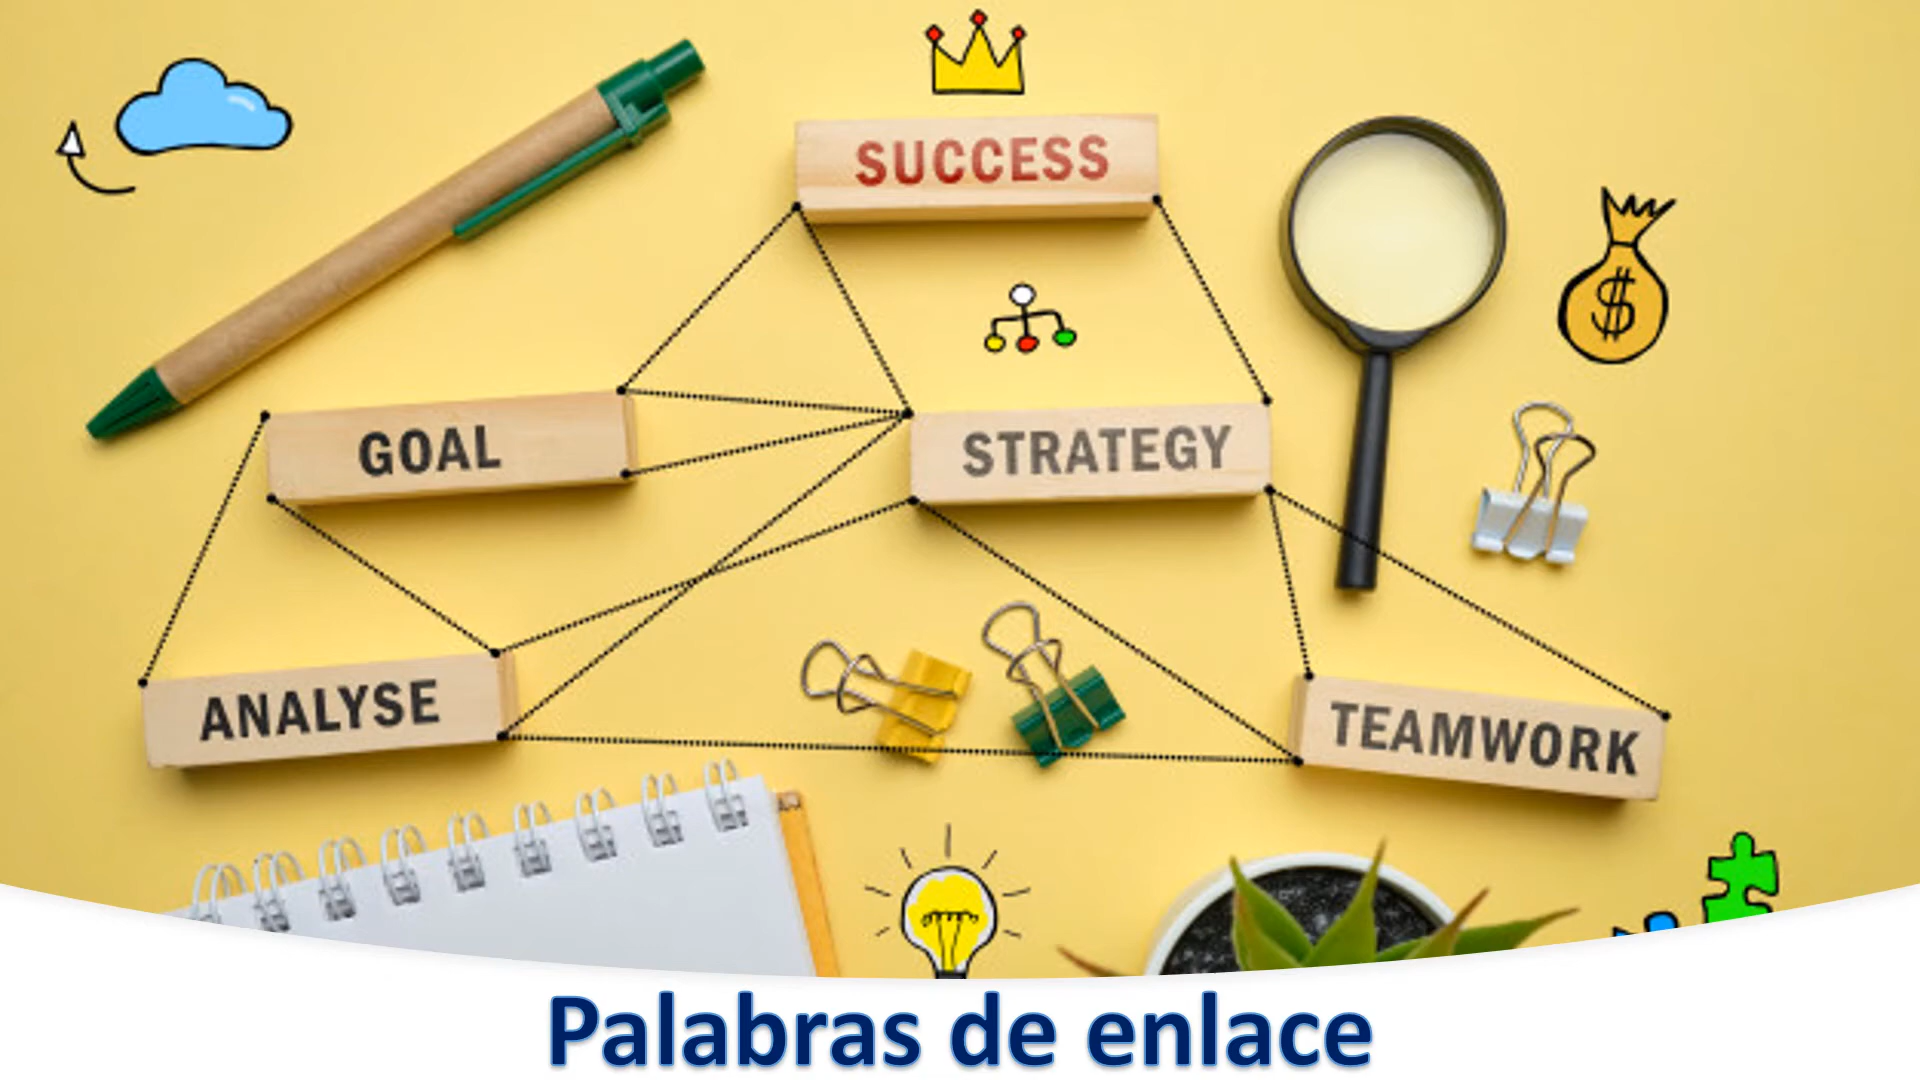 SUCCESS
GOAL
STRATEGY
ANALYSE
TEAMWORK
$
Palabras de enlace